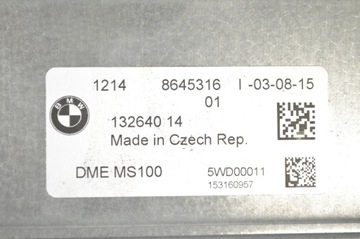 BMW
1214 8645316 I -03-08-15
01
132640 14
Made in Czech Rep.
DME MS100 5WD00011
153160957